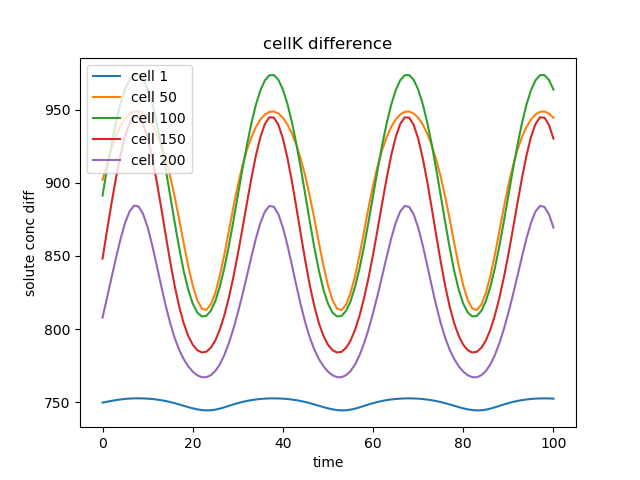 cellK difference
solute conc diff
950
900
850
800
750
cell 1
cell 50
cell 100
cell 150
cell 200
0 20 40 60 80 100
time